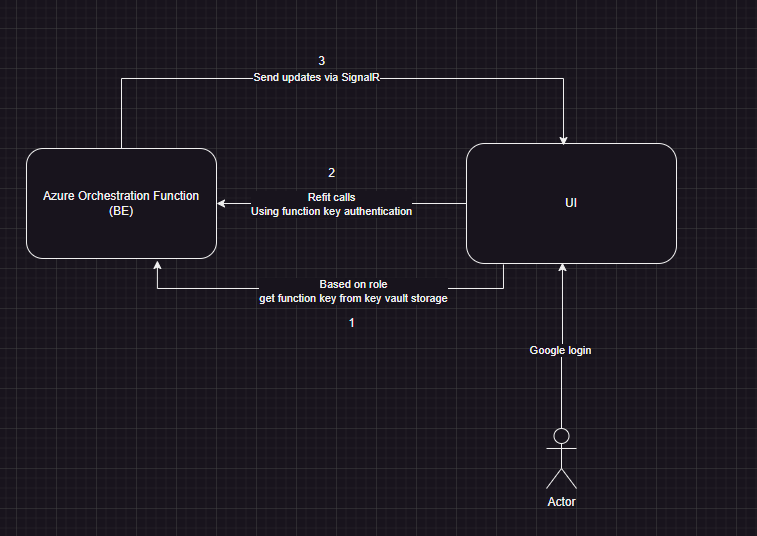 3
Send updates via SignalR
2
Azure Orchestration Function
(BE)
Refit calls
Using function key authentication
UI
Based on role
get function key from key vault storage
1
Google login
Actor